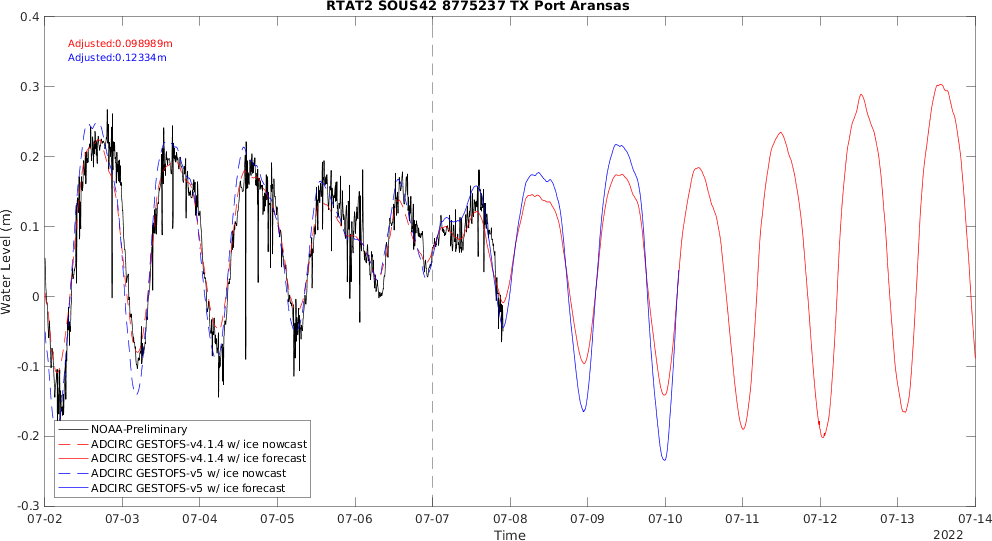 RTAT2 SOUS42 8775237 TX Port Aransas
Adjusted:0.098989m
Adjusted:0.12334m
0.4
0.3
0.2
0.1
0
-0.1
-0.2
-0.3
Water Level (m)
NOAA-Preliminary
ADCIRC GESTOFS-v4.1.4 w/ ice nowcast
ADCIRC GESTOFS-v4.1.4 w/ ice forecast
ADCIRC GESTOFS-v5 w/ ice nowcast
ADCIRC GESTOFS-v5 w/ ice forecast
07-02 07-03 07-04 07-05 07-06 07-07 07-08 07-09 07-10 07-11 07-12 07-13 07-14
Time
2022